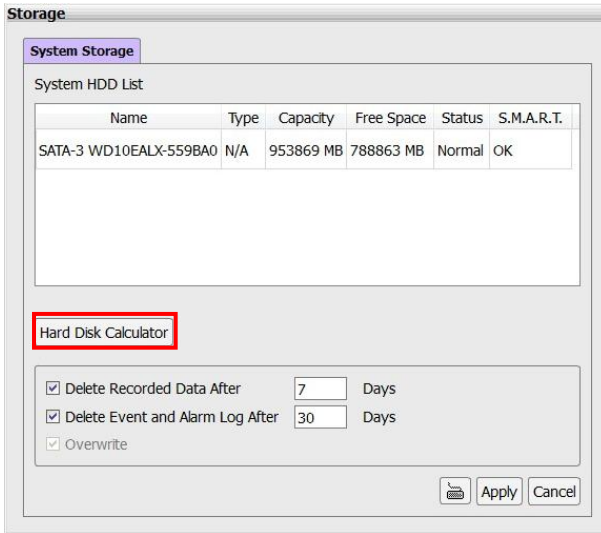 Storage
System Storage
System HDD List
Name Type Capacity Free Space Status S.M.A.R.T.
SATA-3 WD10EALX-559BA0 N/A 953869 MB 788863 MB Normal OK
Hard Disk Calculator
Delete Recorded Data After 7 Days
Delete Event and Alarm Log After 30 Days
Overwrite
Apply Cancel